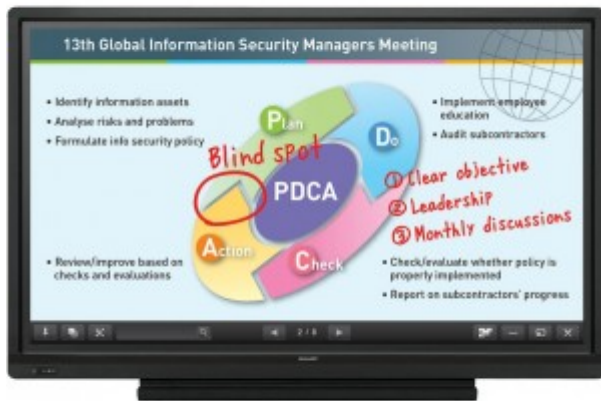 13th Global Information Security Managers Meeting
• Identify information assets
• Analyse risks and problems
• Formulate info security policy
Plan
• Implement employee
education
• Audit subcontractors
Do
Blind spot
PDCA
① Clear objective
② Leadership
③ Monthly discussions
Action
Check
• Review/improve based on
checks and evaluations
• Check/evaluate whether policy is
properly implemented
• Report on subcontractors' progress
2 / 8
SHARP